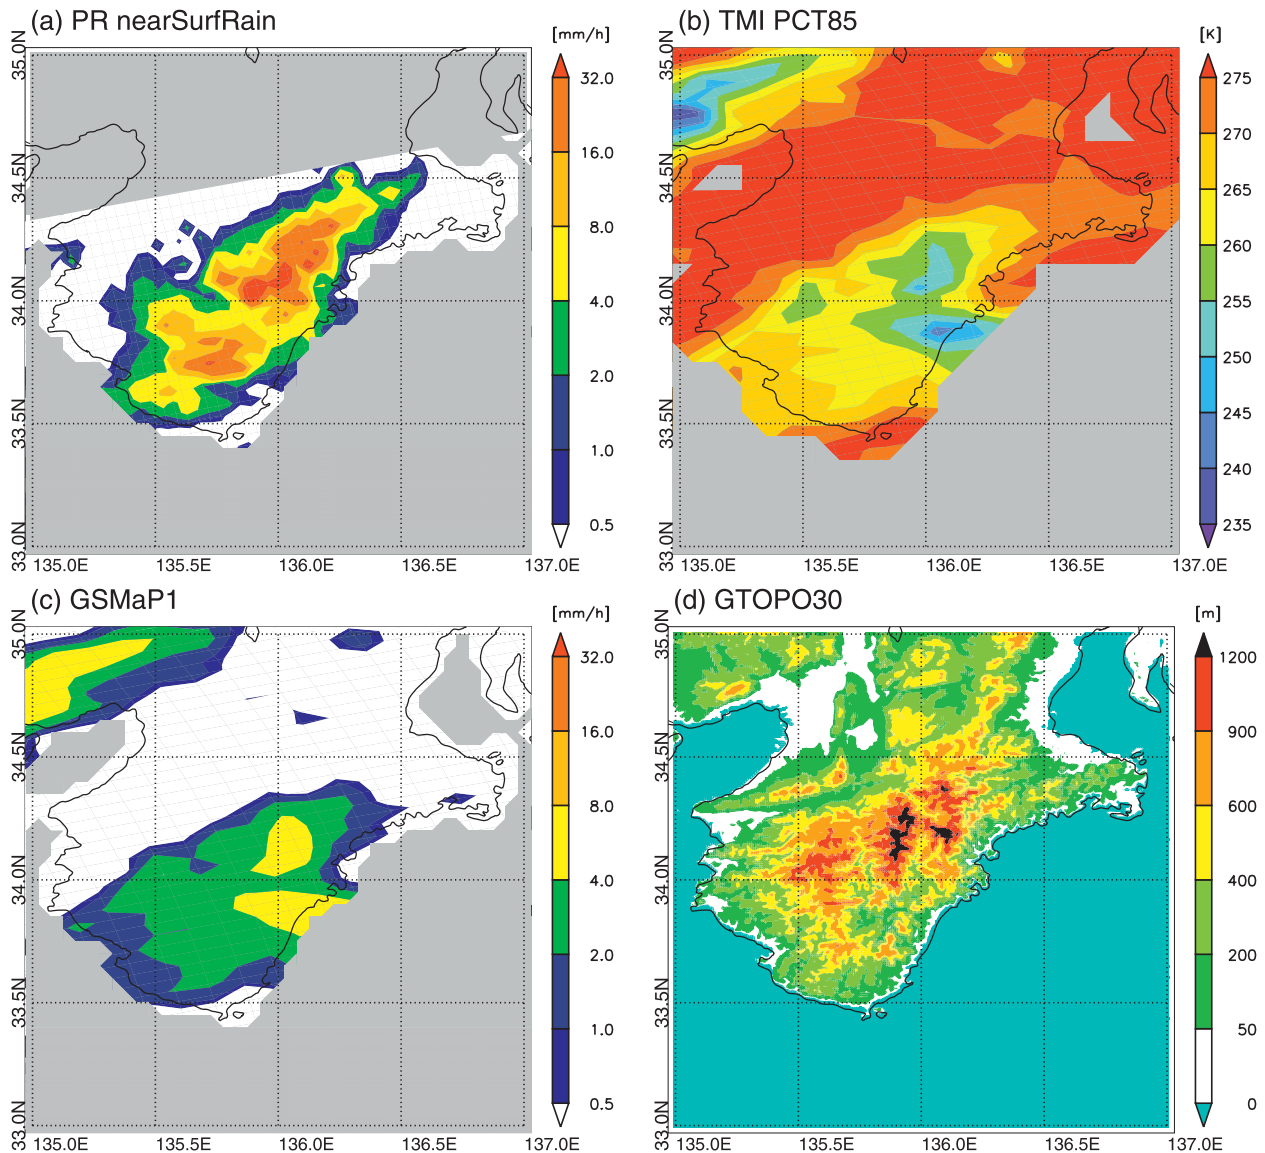 (a) PR nearSurfRain
[mm/h]
35.0N
34.5N
34.0N
33.5N
33.0N
135.0E 135.5E 136.0E 136.5E 137.0E
32.0
16.0
8.0
4.0
2.0
1.0
0.5
(b) TMI PCT85
[K]
35.0N
34.5N
34.0N
33.5N
33.0N
135.0E 135.5E 136.0E 136.5E 137.0E
275
270
265
260
255
250
245
240
235
(c) GSMaP1
[mm/h]
35.0N
34.5N
34.0N
33.5N
33.0N
135.0E 135.5E 136.0E 136.5E 137.0E
32.0
16.0
8.0
4.0
2.0
1.0
0.5
(d) GTOPO30
[m]
35.0N
34.5N
34.0N
33.5N
33.0N
135.0E 135.5E 136.0E 136.5E 137.0E
1200
900
600
400
200
50
0